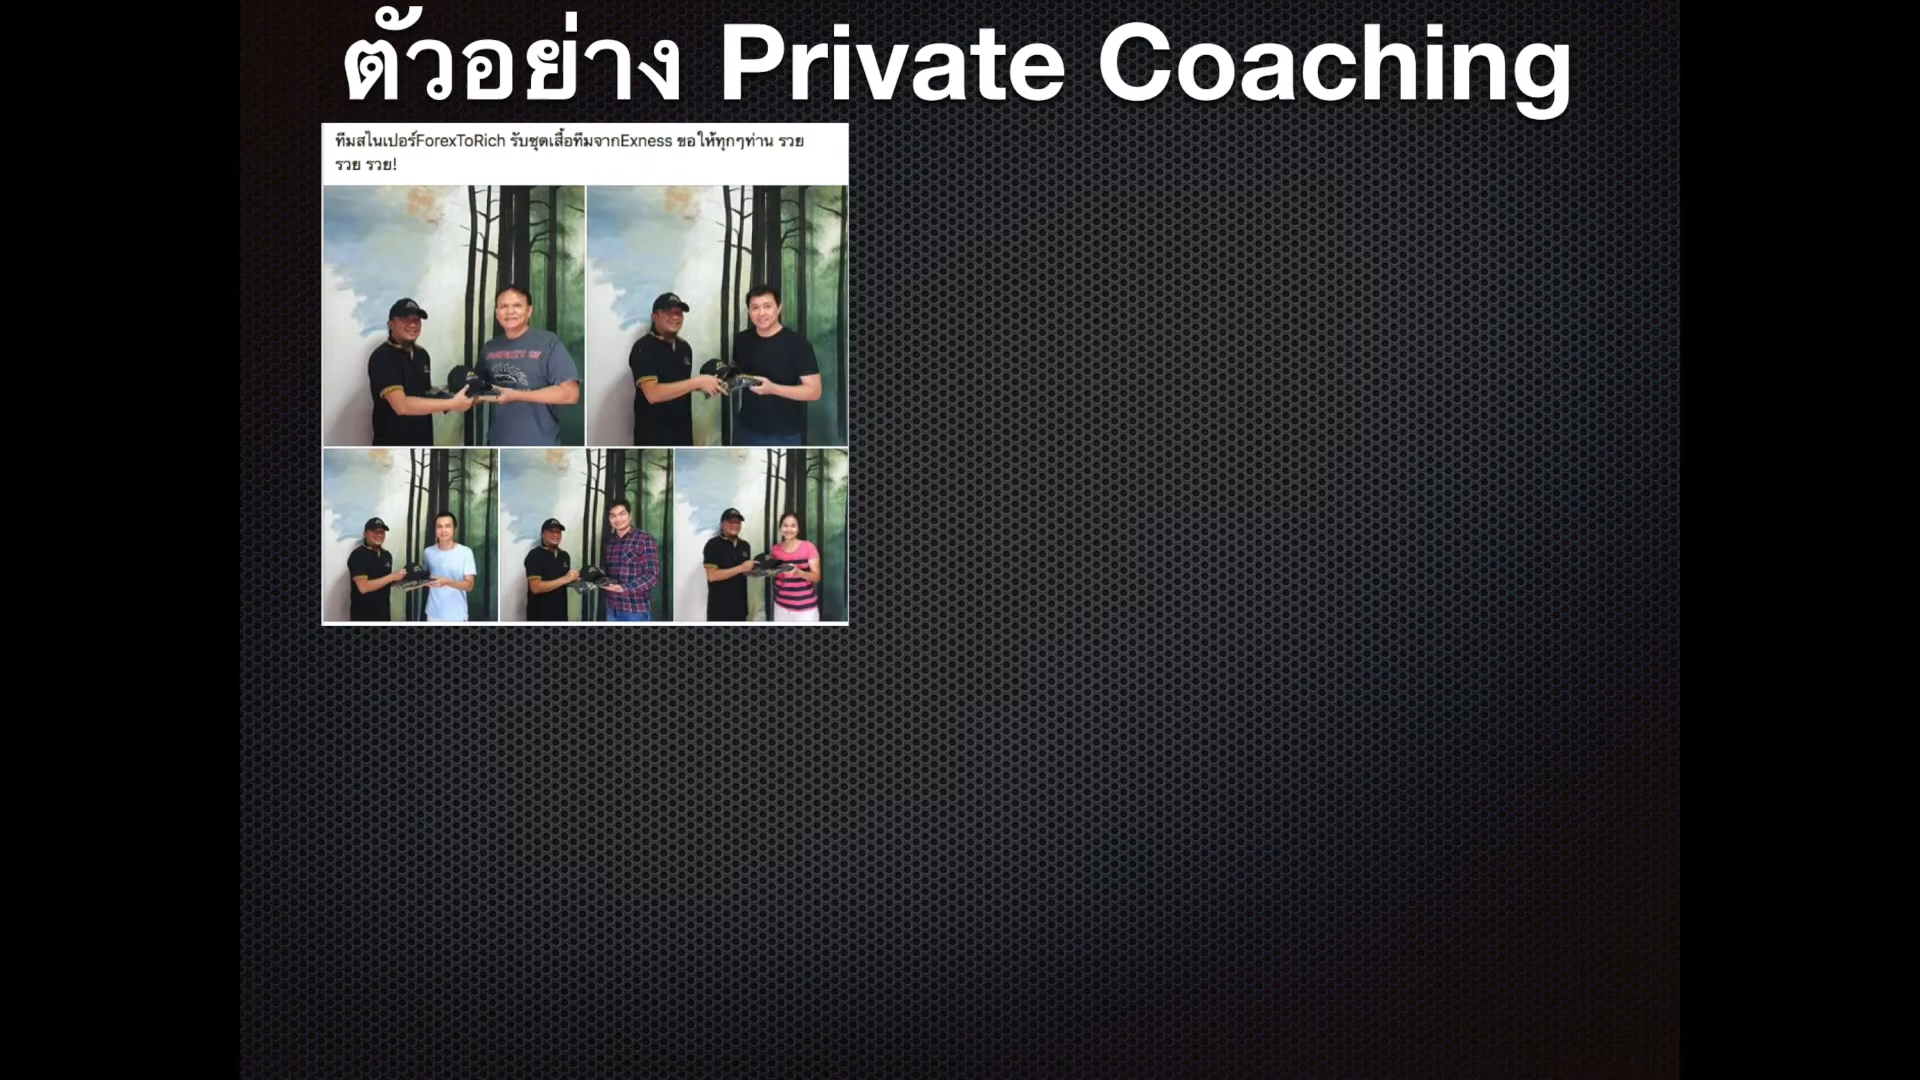 ตัวอย่าง Private Coaching
ทีมสไนเปอร์ForexToRich รับชุดเสื้อทีมจากExness ขอให้ทุกๆท่าน รวย
รวย รวย!